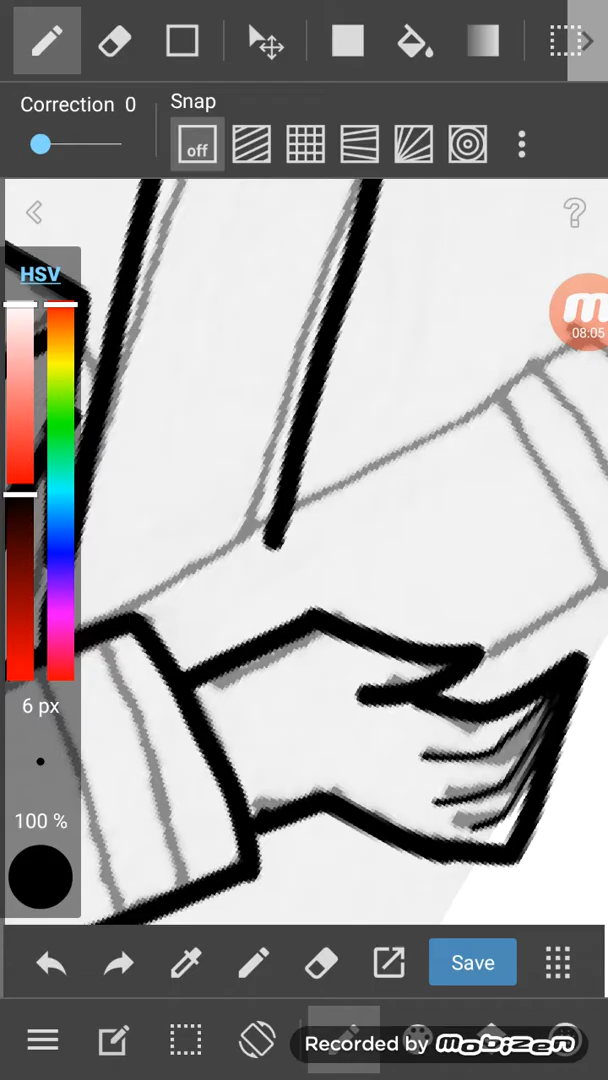 Correction 0
Snap
off
?
HSV
m
08:05
6 px
100 %
Save
Recorded by mobizen